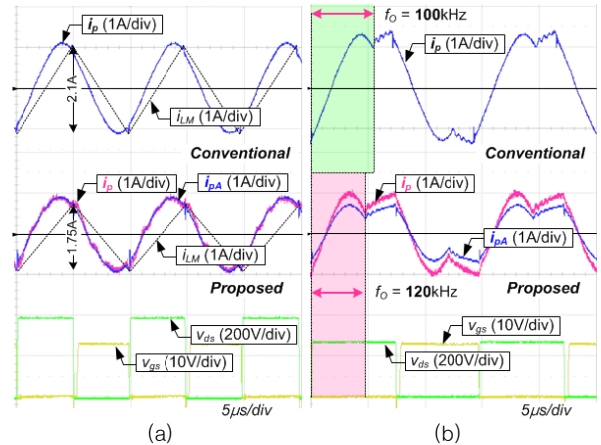 i_p (1A/div)
2.1A
i_LM (1A/div)
Conventional
i_p (1A/div)
i_pA (1A/div)
1.75A
i_LM (1A/div)
Proposed
v_ds (200V/div)
v_gs (10V/div)
5µs/div
(a)
f_O = 100kHz
i_p (1A/div)
Conventional
i_p (1A/div)
i_pA (1A/div)
f_O = 120kHz
Proposed
v_gs (10V/div)
v_ds (200V/div)
5µs/div
(b)